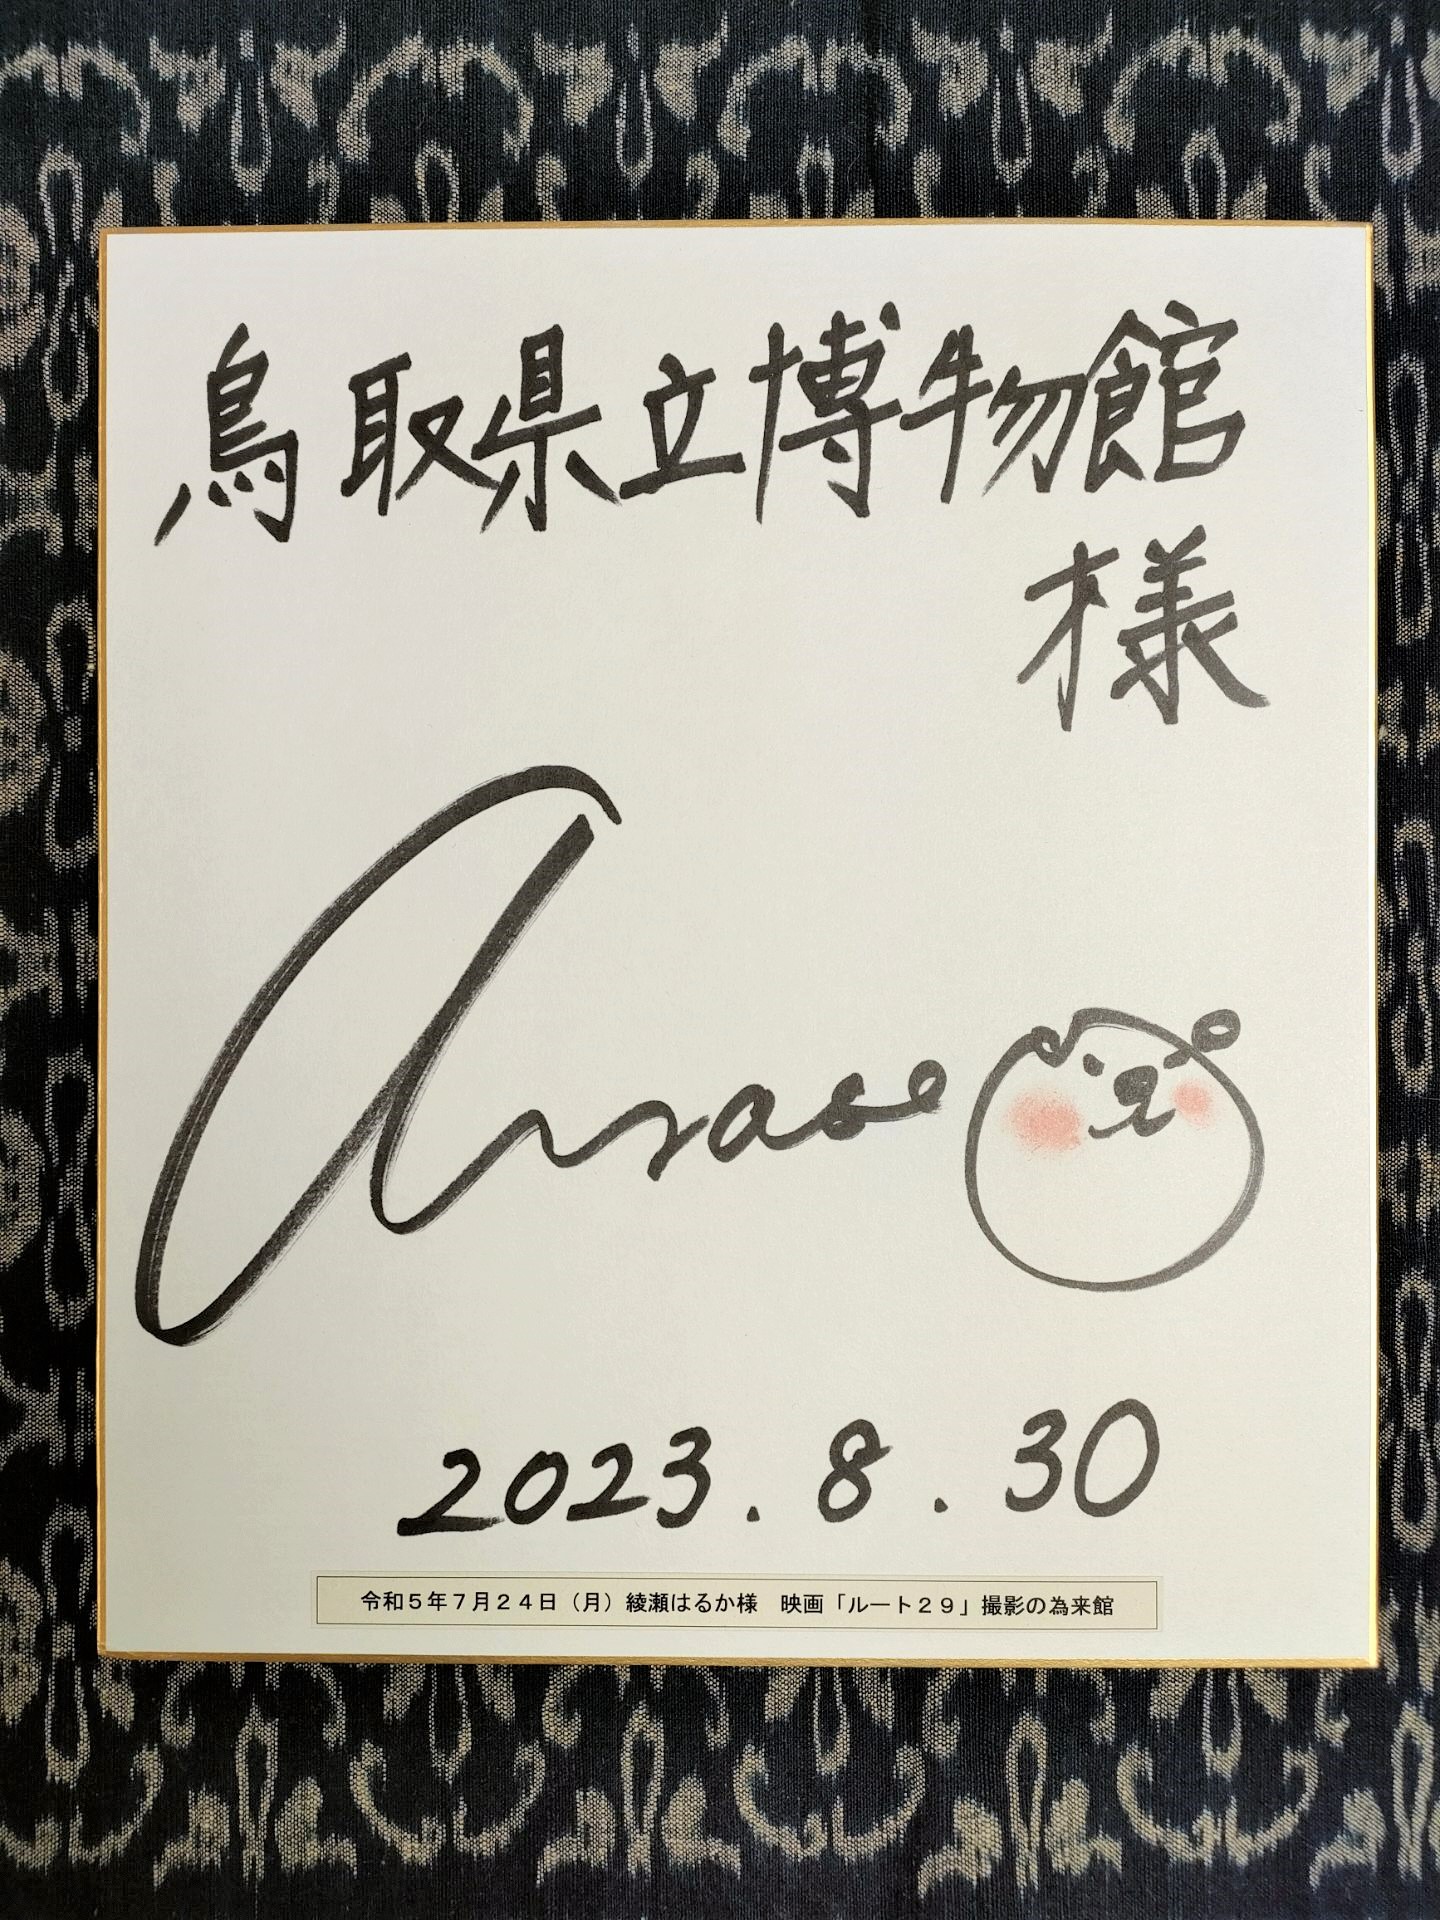 鳥取県立博物館
様
Ayase
2023.8.30
令和5年7月24日（月）綾瀬はるか様　映画「ルート29」撮影の為来館